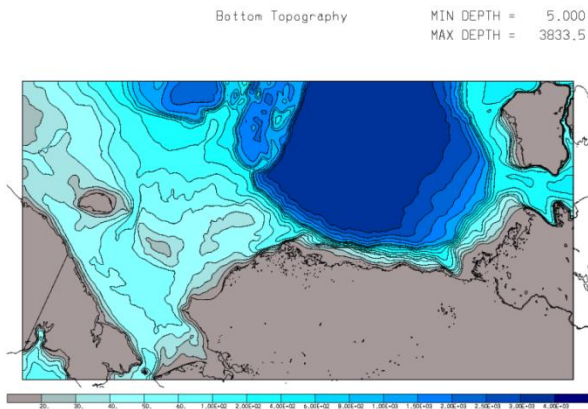 Bottom Topography
MIN DEPTH = 5.000
MAX DEPTH = 3833.5
20. 30. 40. 50. 60. 1.00E+02 2.00E+02 4.00E+02 6.00E+02 8.00E+02 1.00E+03 1.50E+03 2.00E+03 2.50E+03 3.00E+03 4.00E+03